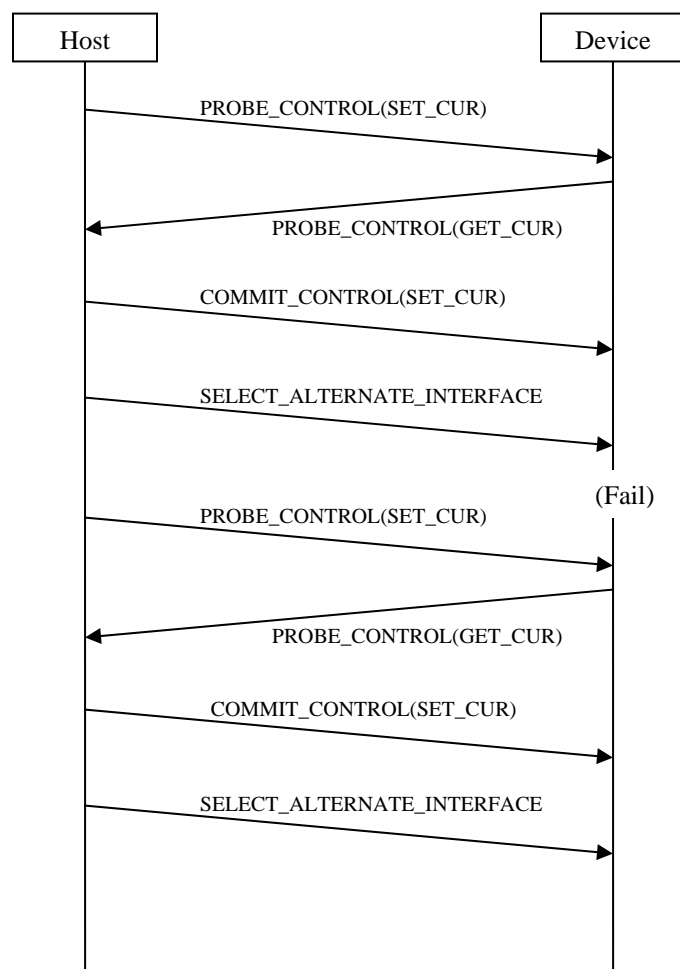 Host
Device
PROBE_CONTROL(SET_CUR)
PROBE_CONTROL(GET_CUR)
COMMIT_CONTROL(SET_CUR)
SELECT_ALTERNATE_INTERFACE
(Fail)
PROBE_CONTROL(SET_CUR)
PROBE_CONTROL(GET_CUR)
COMMIT_CONTROL(SET_CUR)
SELECT_ALTERNATE_INTERFACE